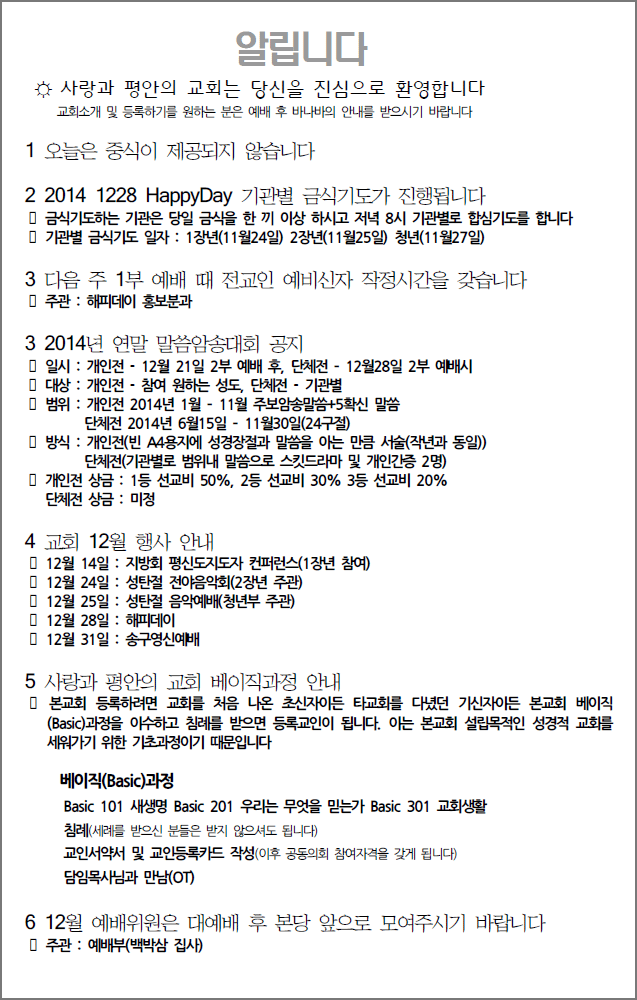 알립니다
☼ 사랑과 평안의 교회는 당신을 진심으로 환영합니다
교회소개 및 등록하기를 원하는 분은 예배 후 바나바의 안내를 받으시기 바랍니다
1 오늘은 중식이 제공되지 않습니다
2 2014 1228 HappyDay 기관별 금식기도가 진행됩니다
▯ 금식기도하는 기관은 당일 금식을 한 끼 이상 하시고 저녁 8시 기관별로 합심기도를 합니다
▯ 기관별 금식기도 일자 : 1장년(11월24일) 2장년(11월25일) 청년(11월27일)
3 다음 주 1부 예배 때 전교인 예비신자 작정시간을 갖습니다
▯ 주관 : 해피데이 홍보분과
3 2014년 연말 말씀암송대회 공지
▯ 일시 : 개인전 - 12월 21일 2부 예배 후, 단체전 - 12월28일 2부 예배시
▯ 대상 : 개인전 - 참여 원하는 성도, 단체전 - 기관별
▯ 범위 : 개인전 2014년 1월 - 11월 주보암송말씀+5확신 말씀
단체전 2014년 6월15일 - 11월30일(24구절)
▯ 방식 : 개인전(빈 A4용지에 성경장절과 말씀을 아는 만큼 서술(작년과 동일))
단체전(기관별로 범위내 말씀으로 스킷드라마 및 개인간증 2명)
▯ 개인전 상금 : 1등 선교비 50%, 2등 선교비 30% 3등 선교비 20%
단체전 상금 : 미정
4 교회 12월 행사 안내
▯ 12월 14일 : 지방회 평신도지도자 컨퍼런스(1장년 참여)
▯ 12월 24일 : 성탄절 전야음악회(2장년 주관)
▯ 12월 25일 : 성탄절 음악예배(청년부 주관)
▯ 12월 28일 : 해피데이
▯ 12월 31일 : 송구영신예배
5 사랑과 평안의 교회 베이직과정 안내
▯ 본교회 등록하려면 교회를 처음 나온 초신자이든 타교회를 다녔던 기신자이든 본교회 베이직
(Basic)과정을 이수하고 침례를 받으면 등록교인이 됩니다. 이는 본교회 설립목적인 성경적 교회를
세워가기 위한 기초과정이기 때문입니다
베이직(Basic)과정
Basic 101 새생명 Basic 201 우리는 무엇을 믿는가 Basic 301 교회생활
침례(세례를 받으신 분들은 받지 않으셔도 됩니다)
교인서약서 및 교인등록카드 작성(이후 공동의회 참여자격을 갖게 됩니다)
담임목사님과 만남(OT)
6 12월 예배위원은 대예배 후 본당 앞으로 모여주시기 바랍니다
▯ 주관 : 예배부(백박삼 집사)